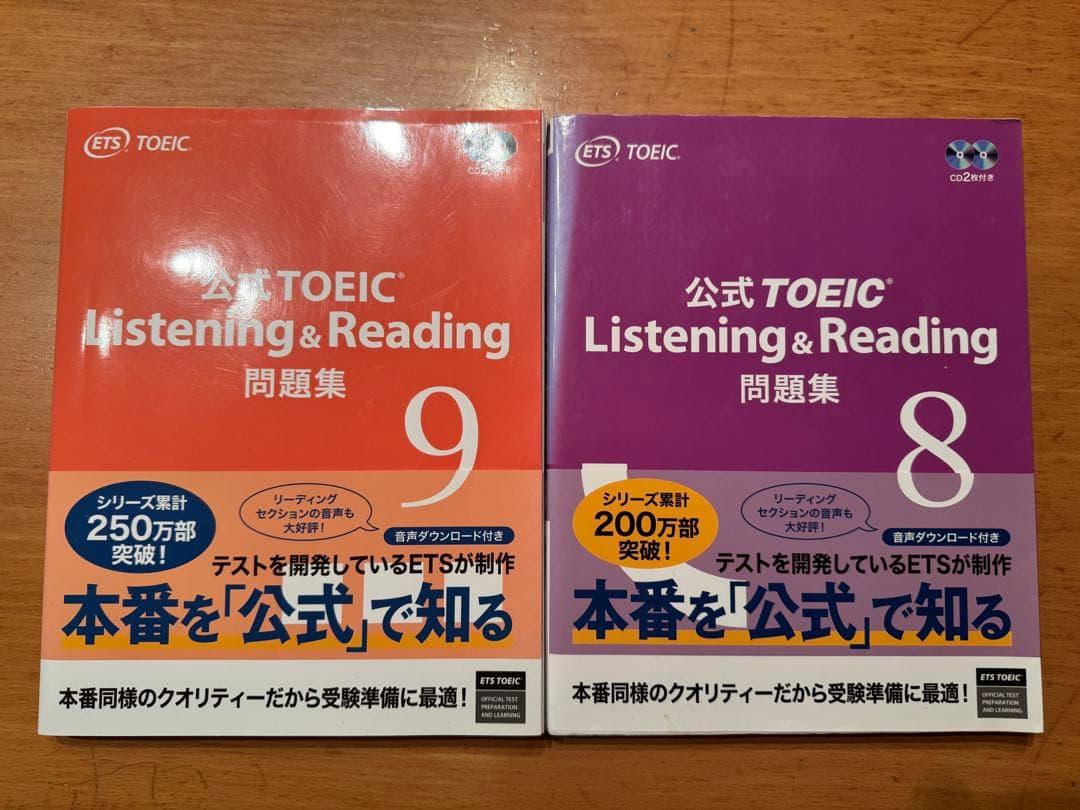 ETS® TOEIC®
CD2枚付き
公式 TOEIC®
Listening & Reading
問題集
9
シリーズ累計
250万部
突破！
リーディング
セクションの音声も
大好評！
音声ダウンロード付き
テストを開発しているETSが制作
本番を「公式」で知る
本番同様のクオリティーだから受験準備に最適！
ETS TOEIC®
OFFICIAL TEST
PREPARATION
AND LEARNING
ETS® TOEIC®
CD2枚付き
公式 TOEIC®
Listening & Reading
問題集
8
シリーズ累計
200万部
突破！
リーディング
セクションの音声も
大好評！
音声ダウンロード付き
テストを開発しているETSが制作
本番を「公式」で知る
本番同様のクオリティーだから受験準備に最適！
ETS TOEIC®
OFFICIAL TEST
PREPARATION
AND LEARNING